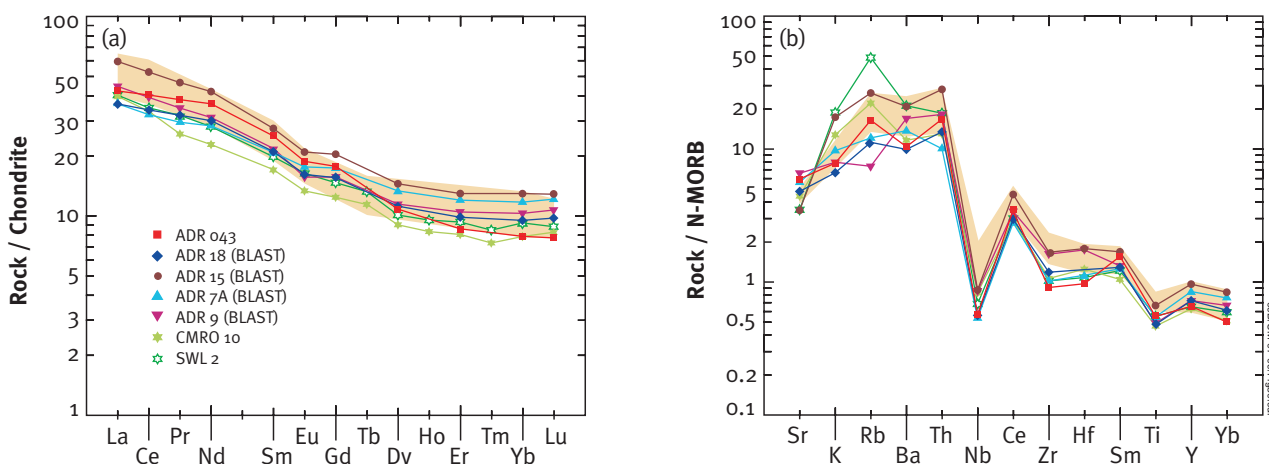 (a)
Rock / Chondrite
100
50
30
20
10
5
3
2
1
ADR 043
ADR 18 (BLAST)
ADR 15 (BLAST)
ADR 7A (BLAST)
ADR 9 (BLAST)
CMRO 10
SWL 2
La Pr Eu Tb Ho Tm Lu
Ce Nd Sm Gd Dy Er Yb
(b)
Rock / N-MORB
100
50
20
10
5
2
1
0.5
0.2
0.1
Sr Rb Th Ce Hf Ti Yb
K Ba Nb Zr Sm Y